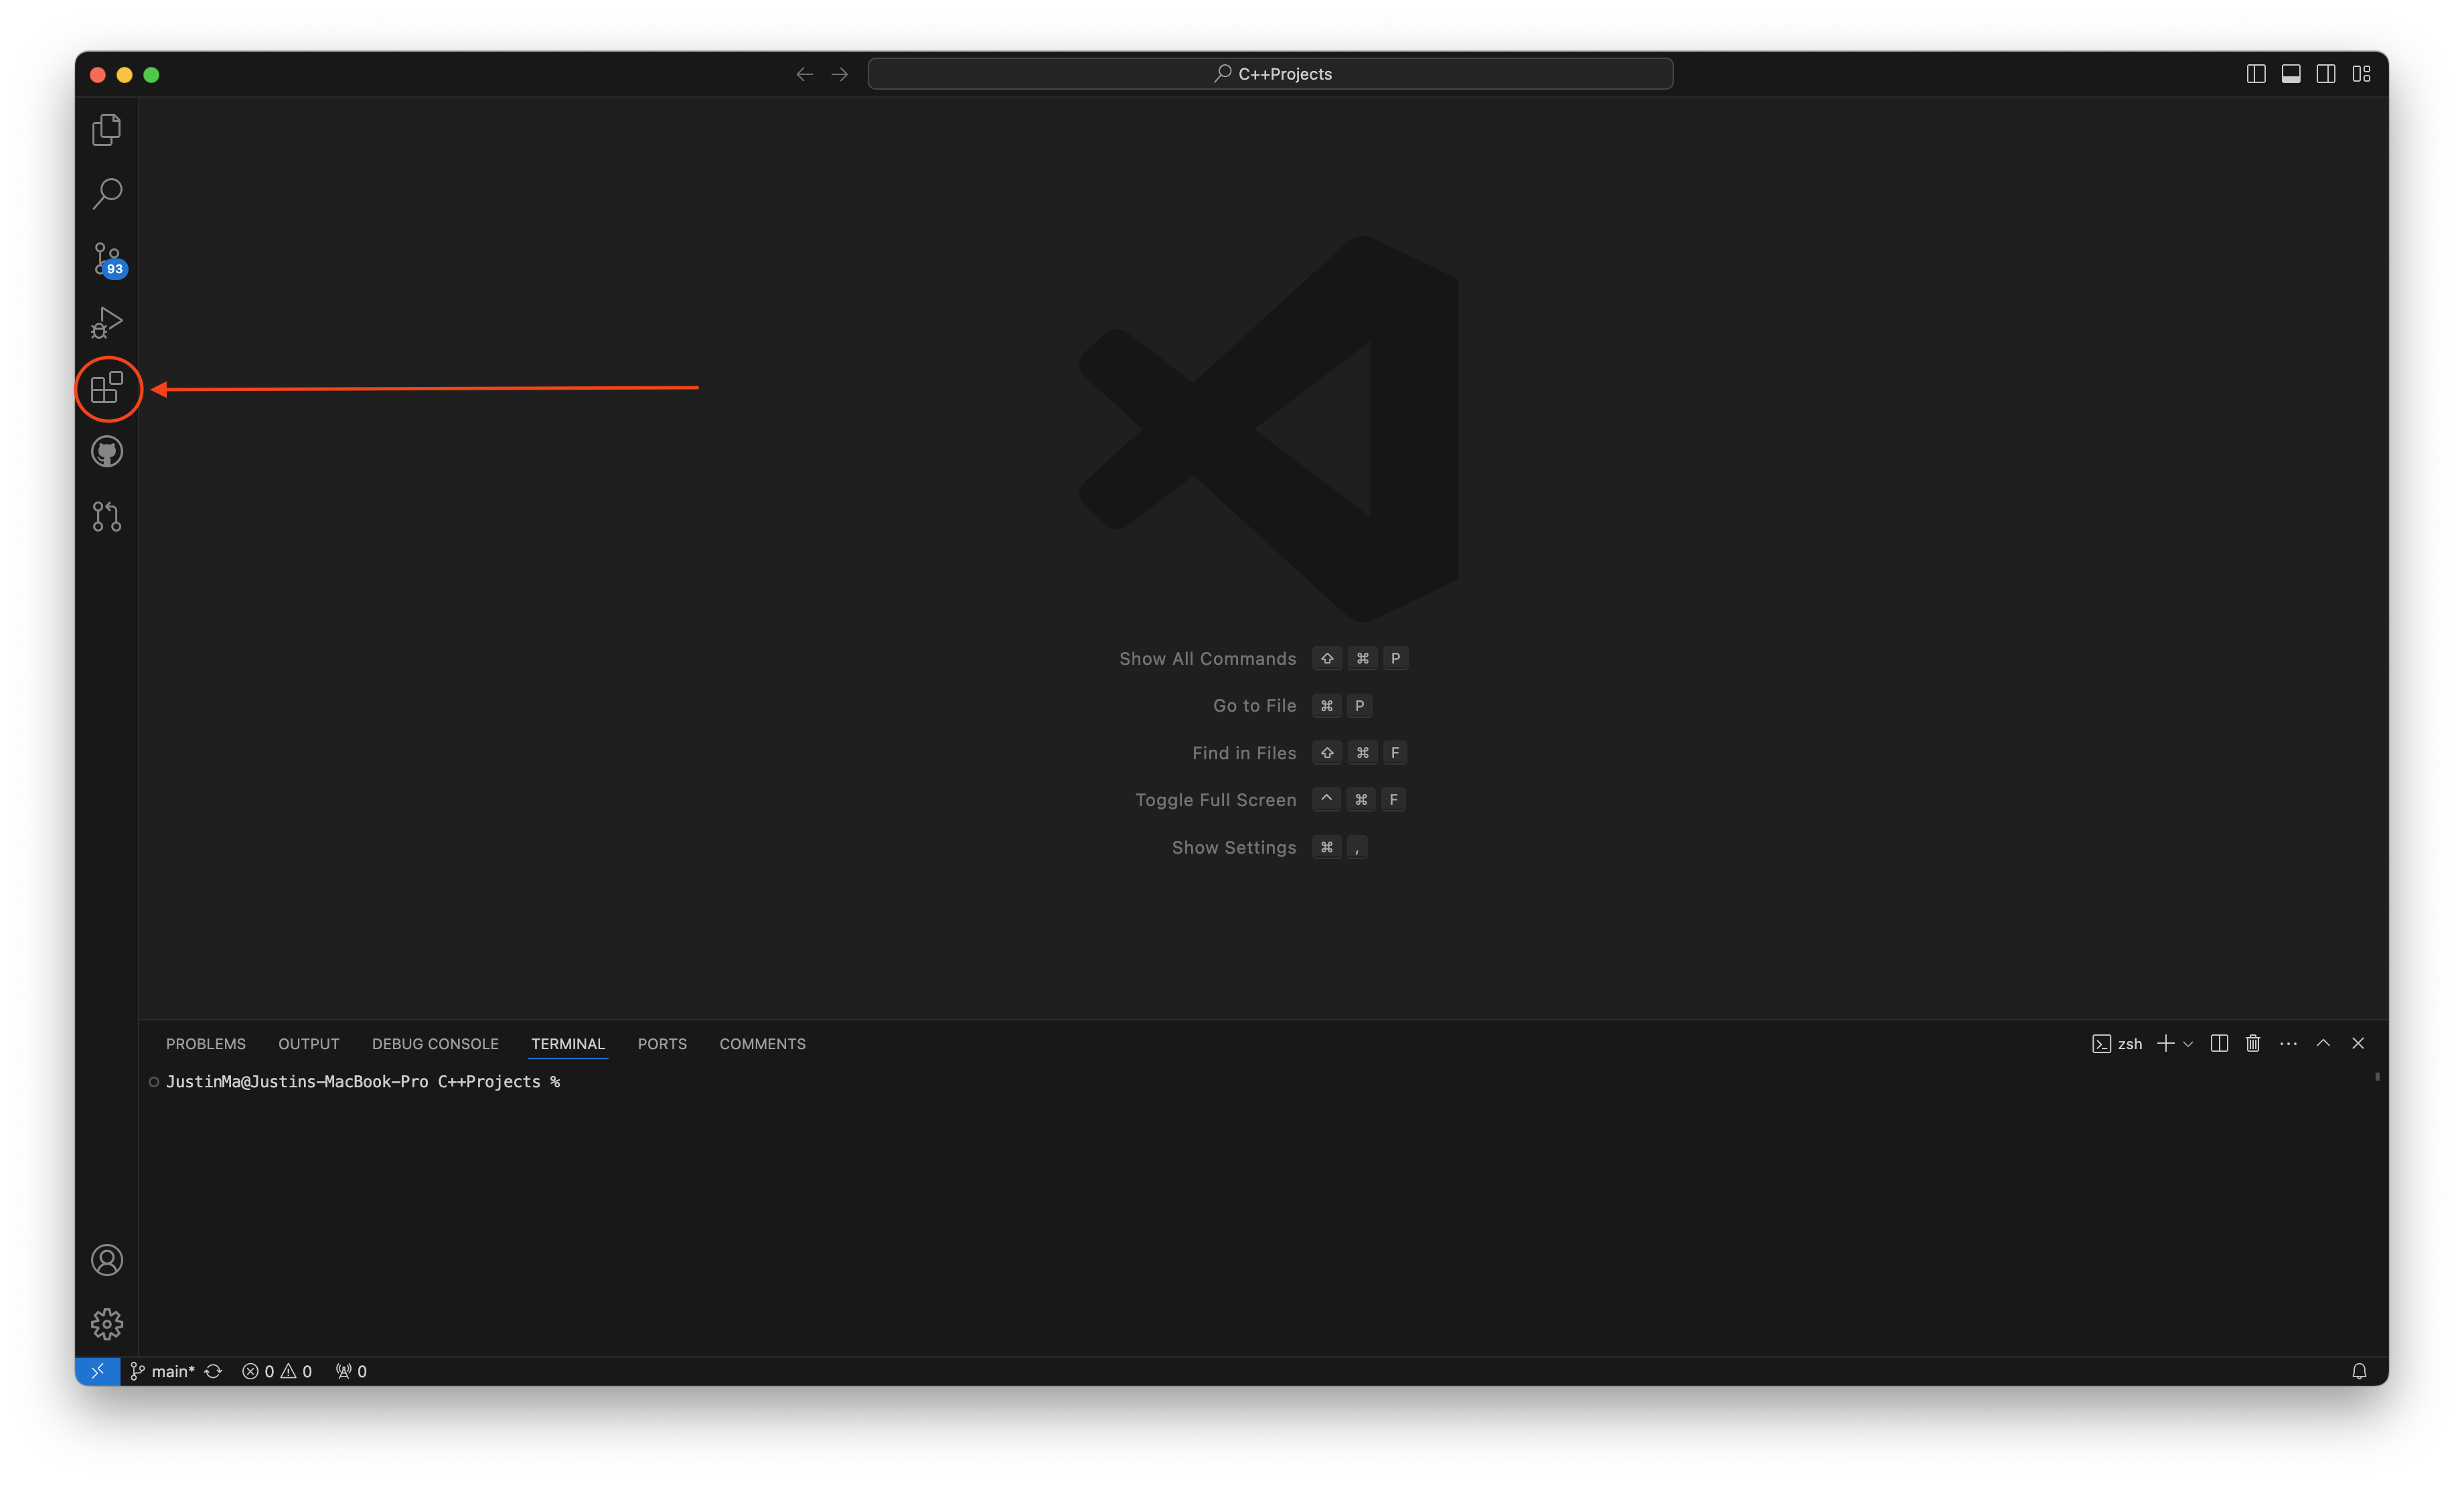 C++Projects
93
Show All Commands ⇧ ⌘ P
Go to File ⌘ P
Find in Files ⇧ ⌘ F
Toggle Full Screen ^ ⌘ F
Show Settings ⌘ ,
PROBLEMS OUTPUT DEBUG CONSOLE TERMINAL PORTS COMMENTS zsh
JustinMa@Justins-MacBook-Pro C++Projects %
main* 0 0 0